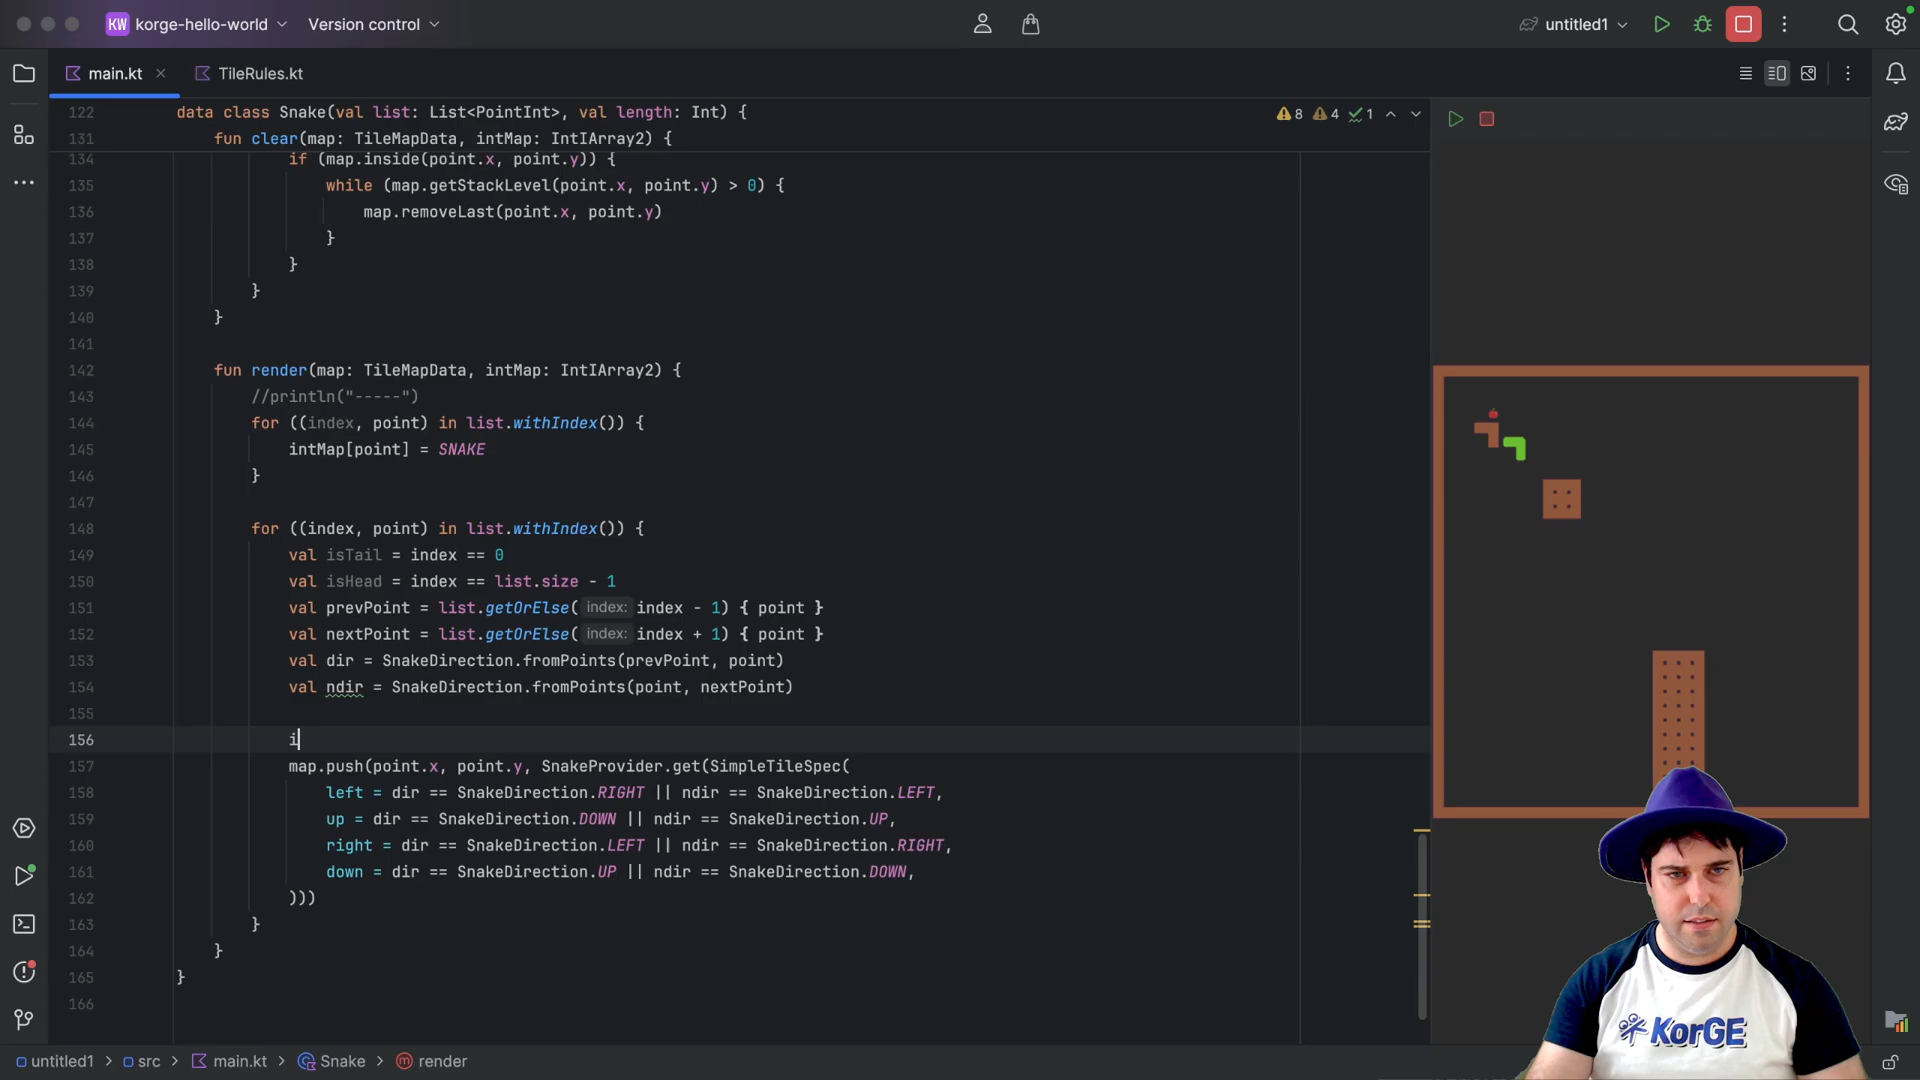 KW korge-hello-world Version control untitled1
main.kt TileRules.kt
122 data class Snake(val list: List<PointInt>, val length: Int) { 8 4 1
131 fun clear(map: TileMapData, intMap: IntIArray2) {
134 if (map.inside(point.x, point.y)) {
135 while (map.getStackLevel(point.x, point.y) > 0) {
136 map.removeLast(point.x, point.y)
137 }
138 }
139 }
140 }
141
142 fun render(map: TileMapData, intMap: IntIArray2) {
143 //println("-----")
144 for ((index, point) in list.withIndex()) {
145 intMap[point] = SNAKE
146 }
147
148 for ((index, point) in list.withIndex()) {
149 val isTail = index == 0
150 val isHead = index == list.size - 1
151 val prevPoint = list.getOrElse( index: index - 1) { point }
152 val nextPoint = list.getOrElse( index: index + 1) { point }
153 val dir = SnakeDirection.fromPoints(prevPoint, point)
154 val ndir = SnakeDirection.fromPoints(point, nextPoint)
155
156 i
157 map.push(point.x, point.y, SnakeProvider.get(SimpleTileSpec(
158 left = dir == SnakeDirection.RIGHT || ndir == SnakeDirection.LEFT,
159 up = dir == SnakeDirection.DOWN || ndir == SnakeDirection.UP,
160 right = dir == SnakeDirection.LEFT || ndir == SnakeDirection.RIGHT,
161 down = dir == SnakeDirection.UP || ndir == SnakeDirection.DOWN,
162 )))
163 }
164 }
165 }
166
KorGE
untitled1 > src > main.kt > Snake > render